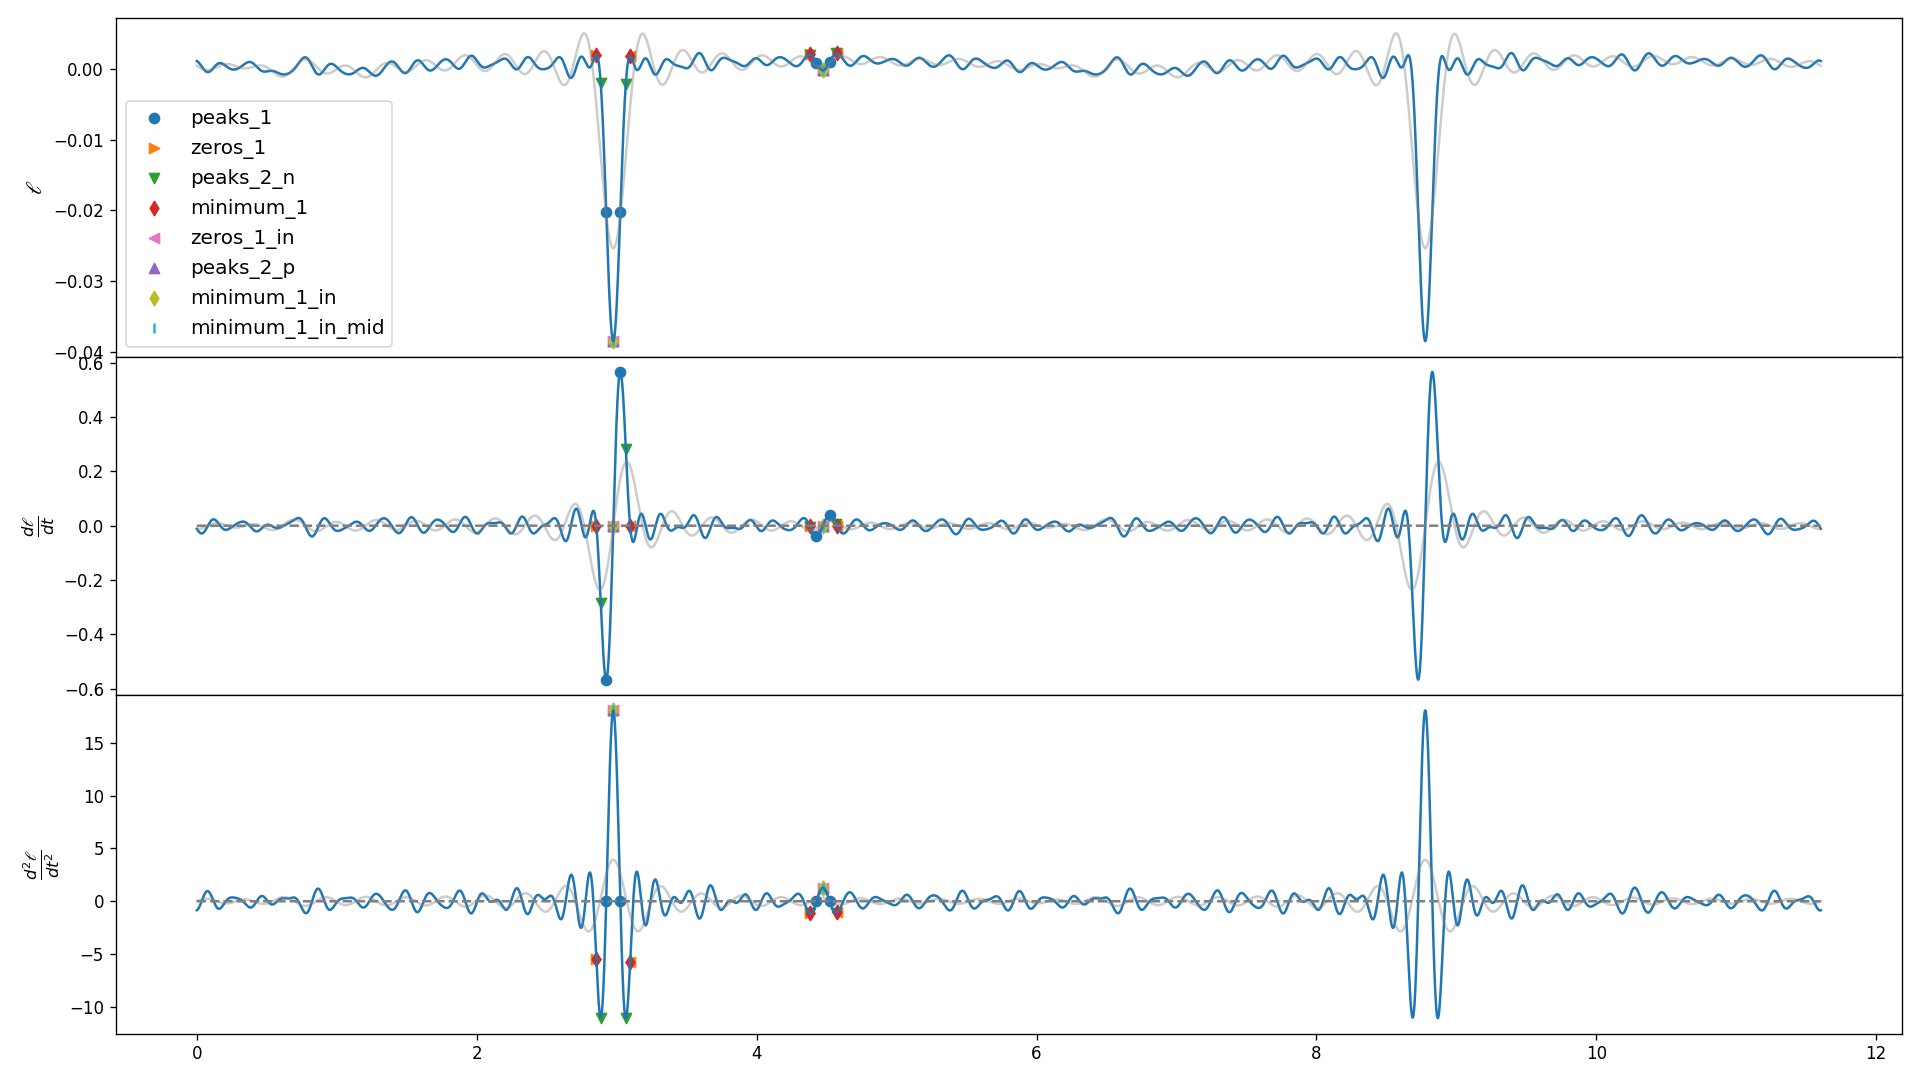 0.00
−0.01
−0.02
−0.03
−0.04
ℓ
peaks_1
zeros_1
peaks_2_n
minimum_1
zeros_1_in
peaks_2_p
minimum_1_in
minimum_1_in_mid
0.6
0.4
0.2
0.0
−0.2
−0.4
−0.6
dℓ
dt
15
10
5
0
−5
−10
d²ℓ
dt²
0 2 4 6 8 10 12